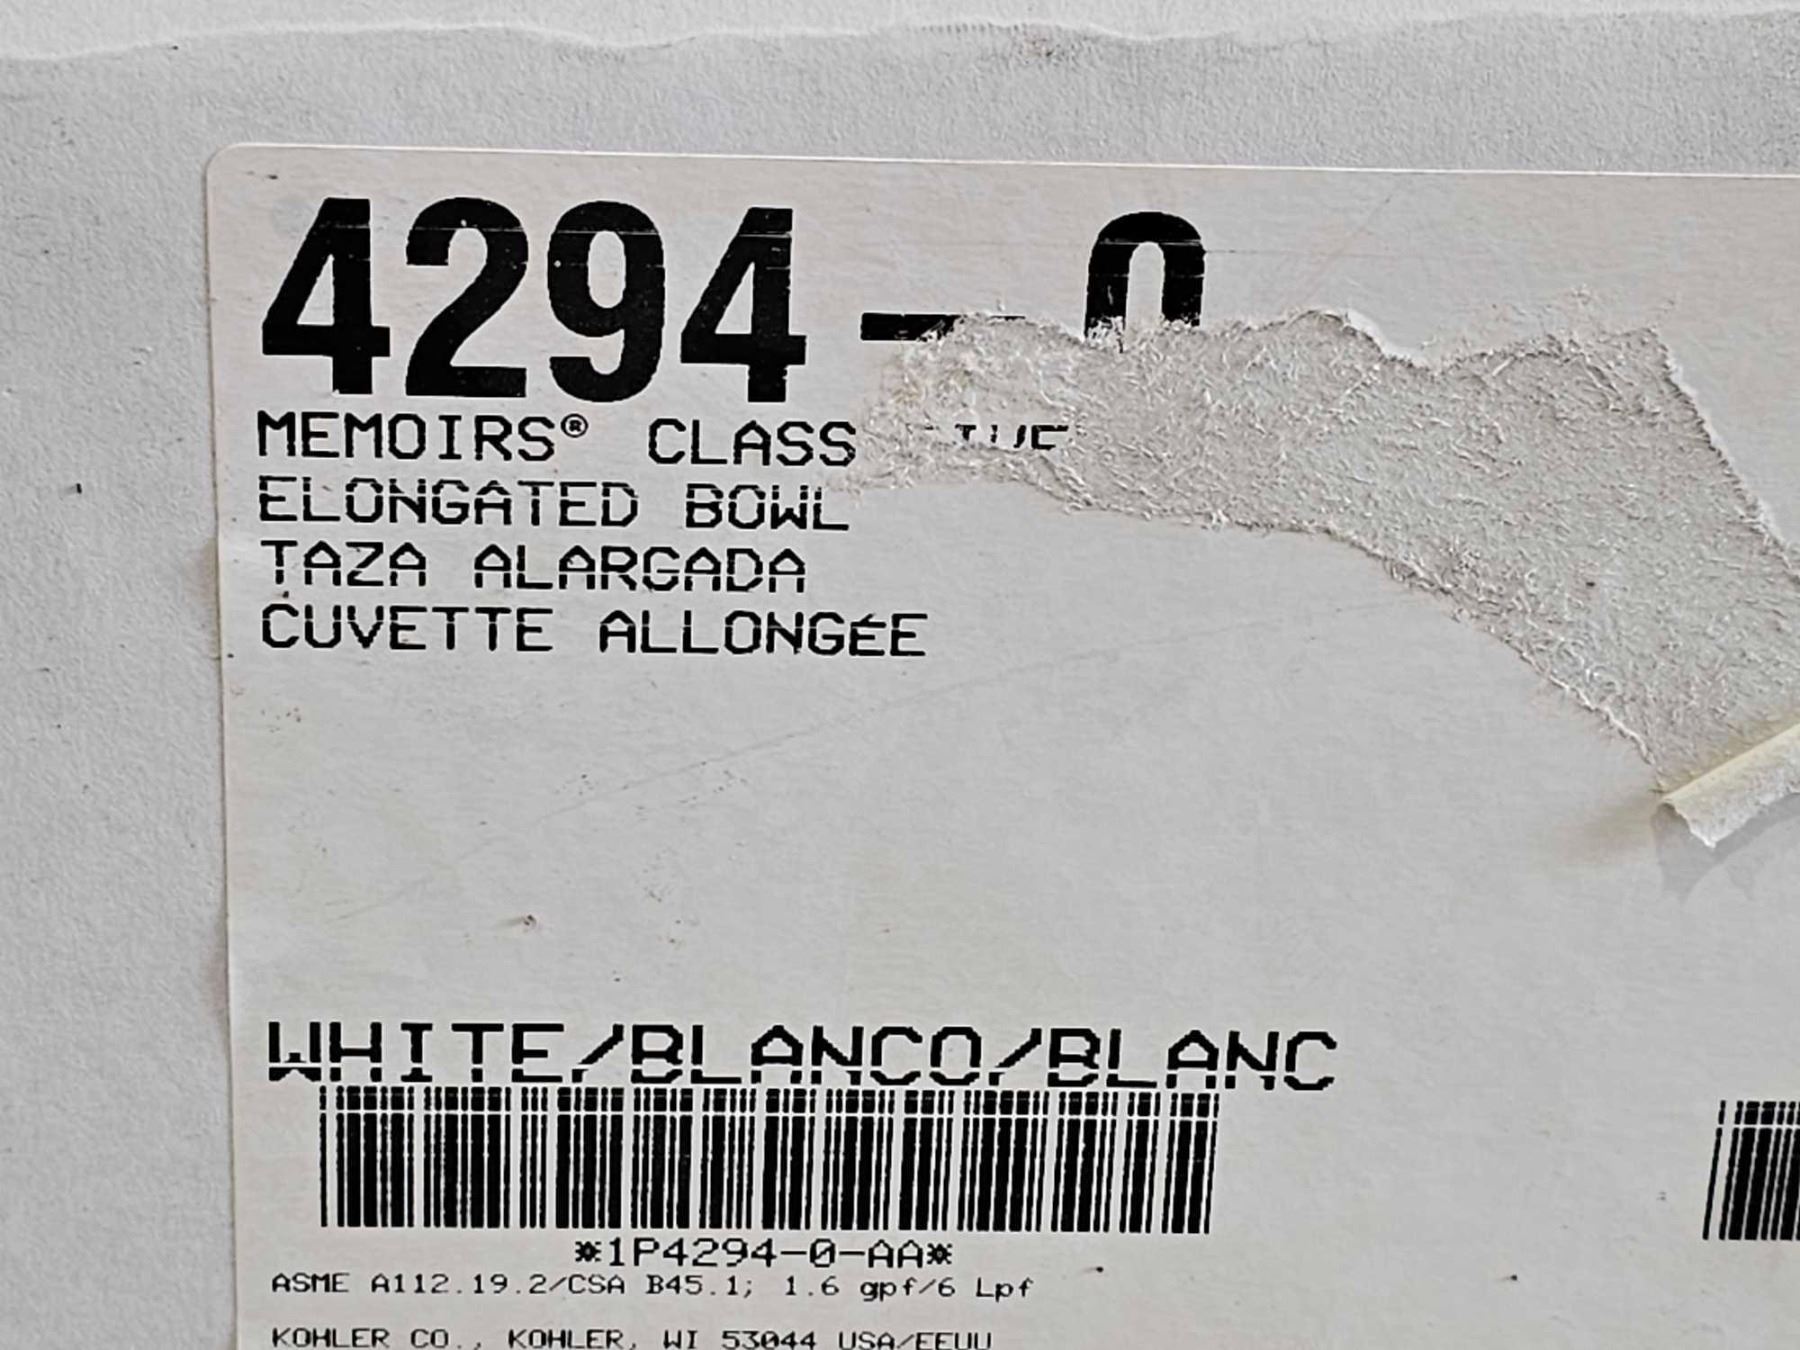 4294-0
MEMOIRS® CLASS
ELONGATED BOWL
TAZA ALARGADA
CUVETTE ALLONGÉE
WHITE/BLANCO/BLANC
*1P4294-0-AA*
ASME A112.19.2/CSA B45.1; 1.6 gpf/6 Lpf
KOHLER CO., KOHLER, WI 53044 USA/EEUU